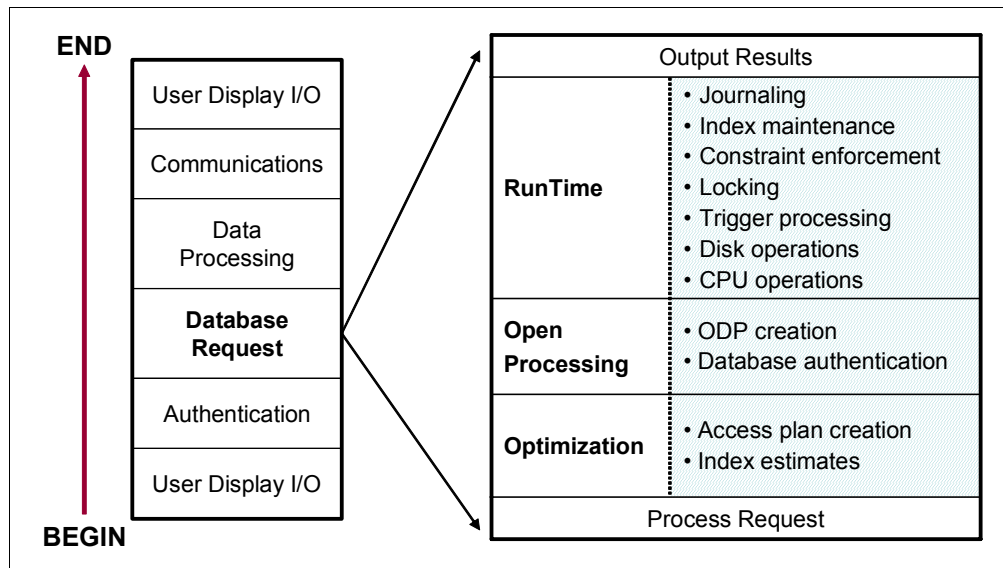 END
User Display I/O
Communications
Data
Processing
Database
Request
Authentication
User Display I/O
BEGIN
Output Results
RunTime
• Journaling
• Index maintenance
• Constraint enforcement
• Locking
• Trigger processing
• Disk operations
• CPU operations
Open
Processing
• ODP creation
• Database authentication
Optimization
• Access plan creation
• Index estimates
Process Request